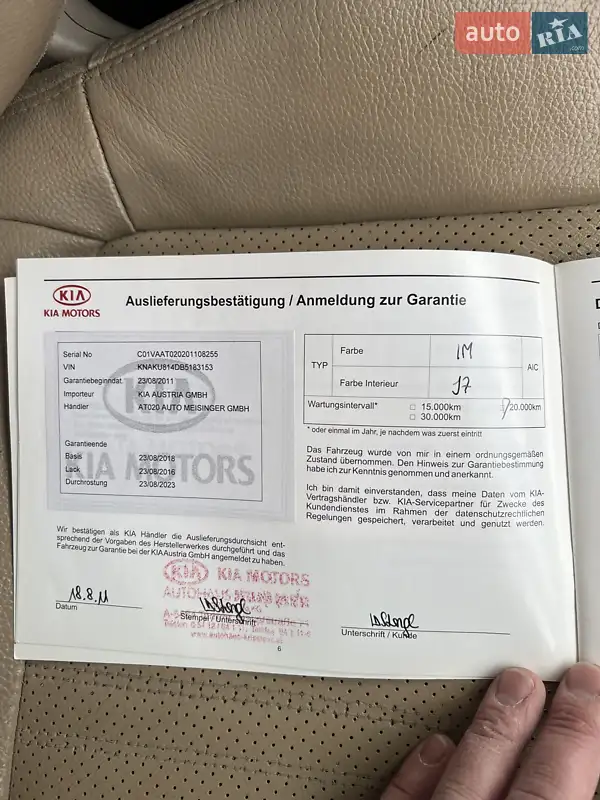 auto RIA.com
KIA
KIA MOTORS
Auslieferungsbestätigung / Anmeldung zur Garantie
Serial No C01VAAT020201108255
VIN KNAKU814DB5183153
Garantiebeginndat. 23/08/2011
Importeur KIA AUSTRIA GMBH
Händler AT020 AUTO MEISINGER GMBH
Garantieende
Basis 23/08/2018
Lack 23/08/2016
Durchrostung 23/08/2023
KIA MOTORS
Wir bestätigen als KIA Händler die Auslieferungsdurchsicht ent-
sprechend der Vorgaben des Herstellerwerkes durchgeführt und das
Fahrzeug zur Garantie bei der KIA Austria GmbH angemeldet zu haben.
18.8.11
Datum
KIA MOTORS
AUTOHAUS
Stempel / Unterschrift
TYP
Farbe 1M
Farbe Interieur J7
AIC
Wartungsintervall* 15.000km 20.000km
30.000km
* oder einmal im Jahr, je nachdem was zuerst eintritt
Das Fahrzeug wurde von mir in einem ordnungsgemäßen
Zustand übernommen. Den Hinweis zur Garantiebestimmung
habe ich zur Kenntnis genommen und anerkannt.
Ich bin damit einverstanden, dass meine Daten vom KIA-
Vertragshändler bzw. KIA-Servicepartner für Zwecke des
Kundendienstes im Rahmen der datenschutzrechtlichen
Regelungen gespeichert, verarbeitet und genutzt werden.
Unterschrift / Kunde
6